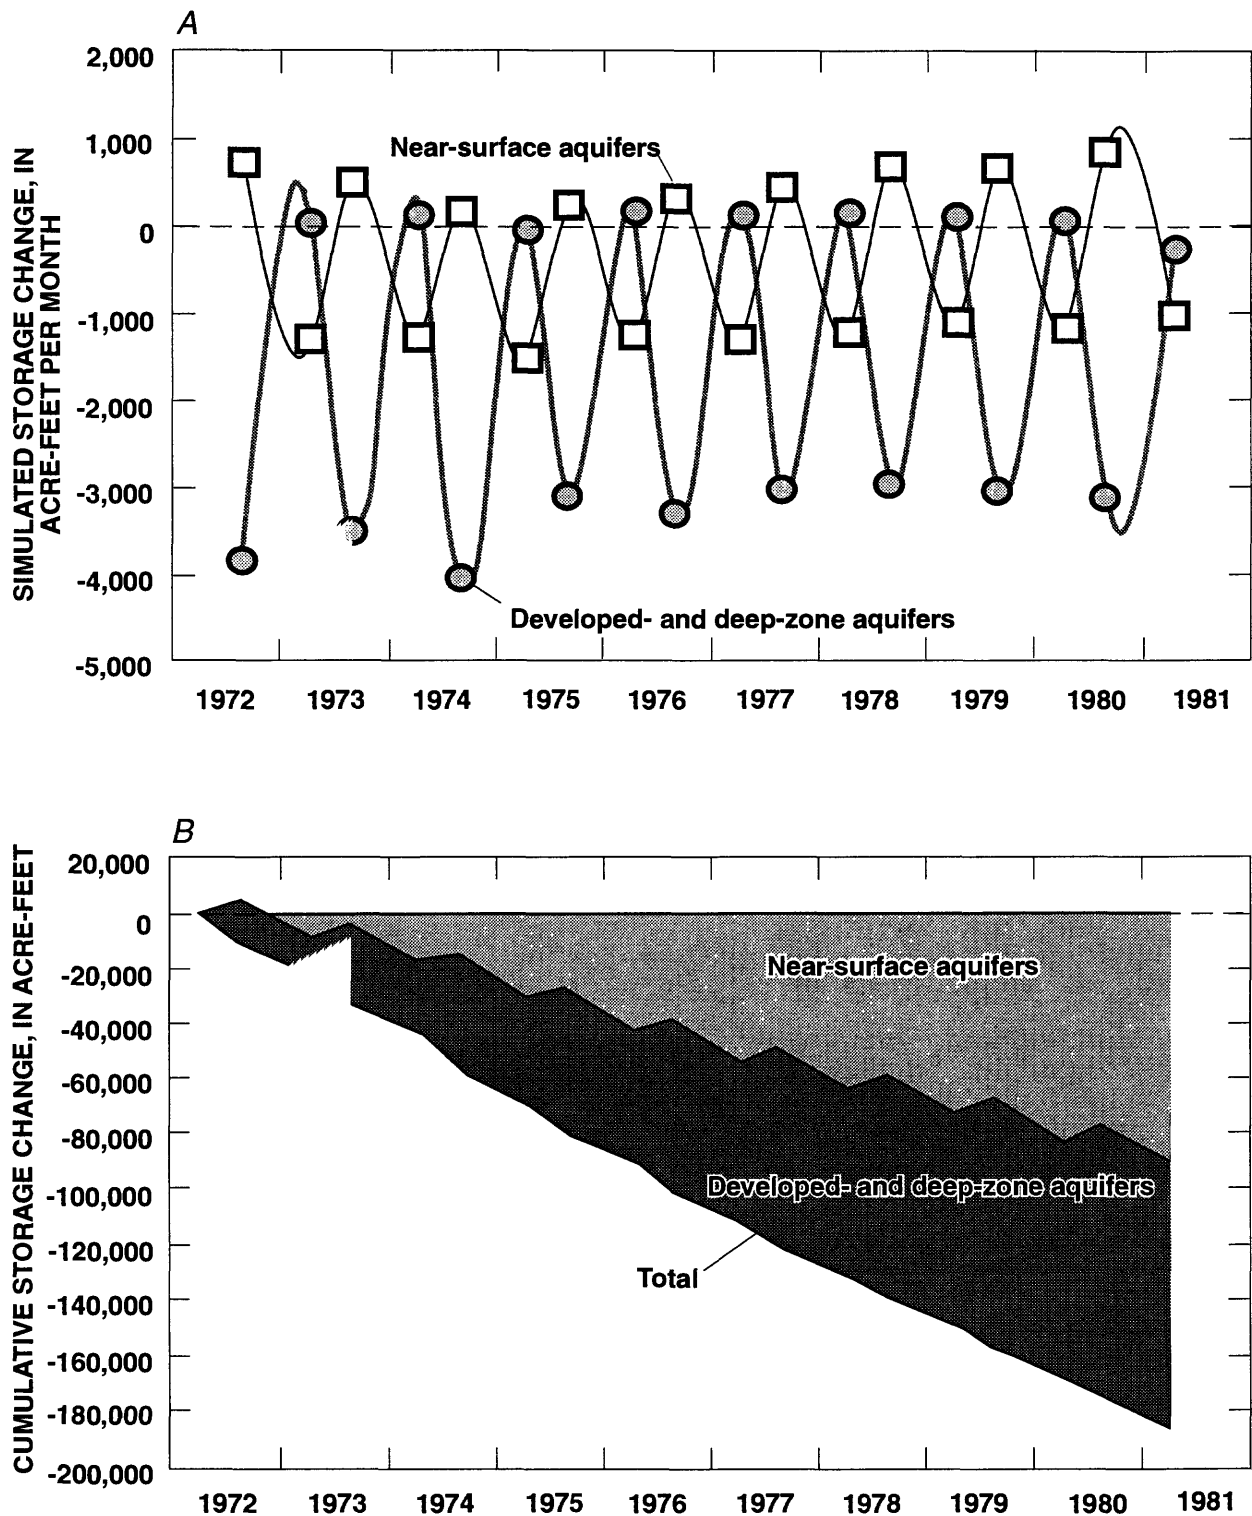 A
2,000
1,000
0
-1,000
-2,000
-3,000
-4,000
-5,000
SIMULATED STORAGE CHANGE, IN
ACRE-FEET PER MONTH
Near-surface aquifers
Developed- and deep-zone aquifers
1972 1973 1974 1975 1976 1977 1978 1979 1980 1981
B
20,000
0
-20,000
-40,000
-60,000
-80,000
-100,000
-120,000
-140,000
-160,000
-180,000
-200,000
CUMULATIVE STORAGE CHANGE, IN ACRE-FEET
Near-surface aquifers
Developed- and deep-zone aquifers
Total
1972 1973 1974 1975 1976 1977 1978 1979 1980 1981